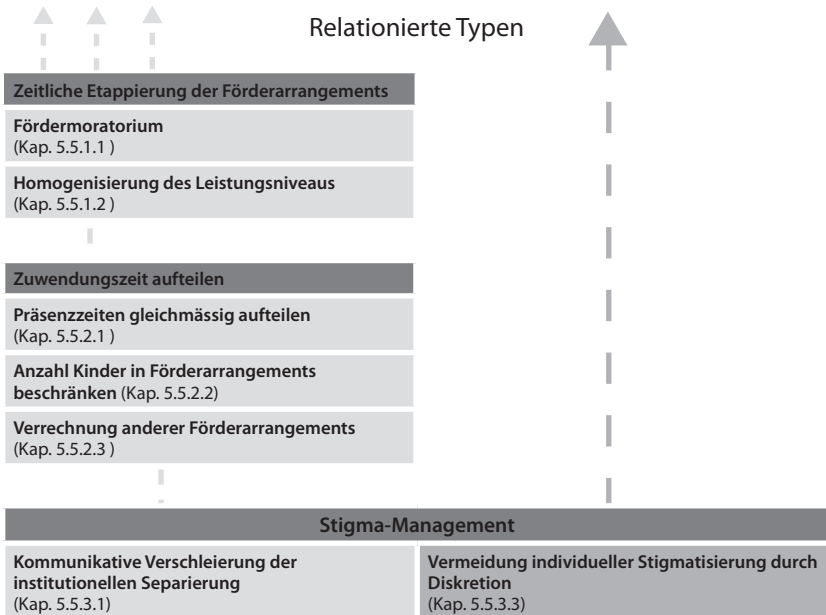 Relationierte Typen
Zeitliche Etappierung der Förderarrangements
Fördermoratorium
(Kap. 5.5.1.1 )
Homogenisierung des Leistungsniveaus
(Kap. 5.5.1.2 )
Zuwendungszeit aufteilen
Präsenzzeiten gleichmässig aufteilen
(Kap. 5.5.2.1 )
Anzahl Kinder in Förderarrangements
beschränken (Kap. 5.5.2.2)
Verrechnung anderer Förderarrangements
(Kap. 5.5.2.3 )
Stigma-Management
Kommunikative Verschleierung der
institutionellen Separierung
(Kap. 5.5.3.1)
Vermeidung individueller Stigmatisierung durch
Diskretion
(Kap. 5.5.3.3)